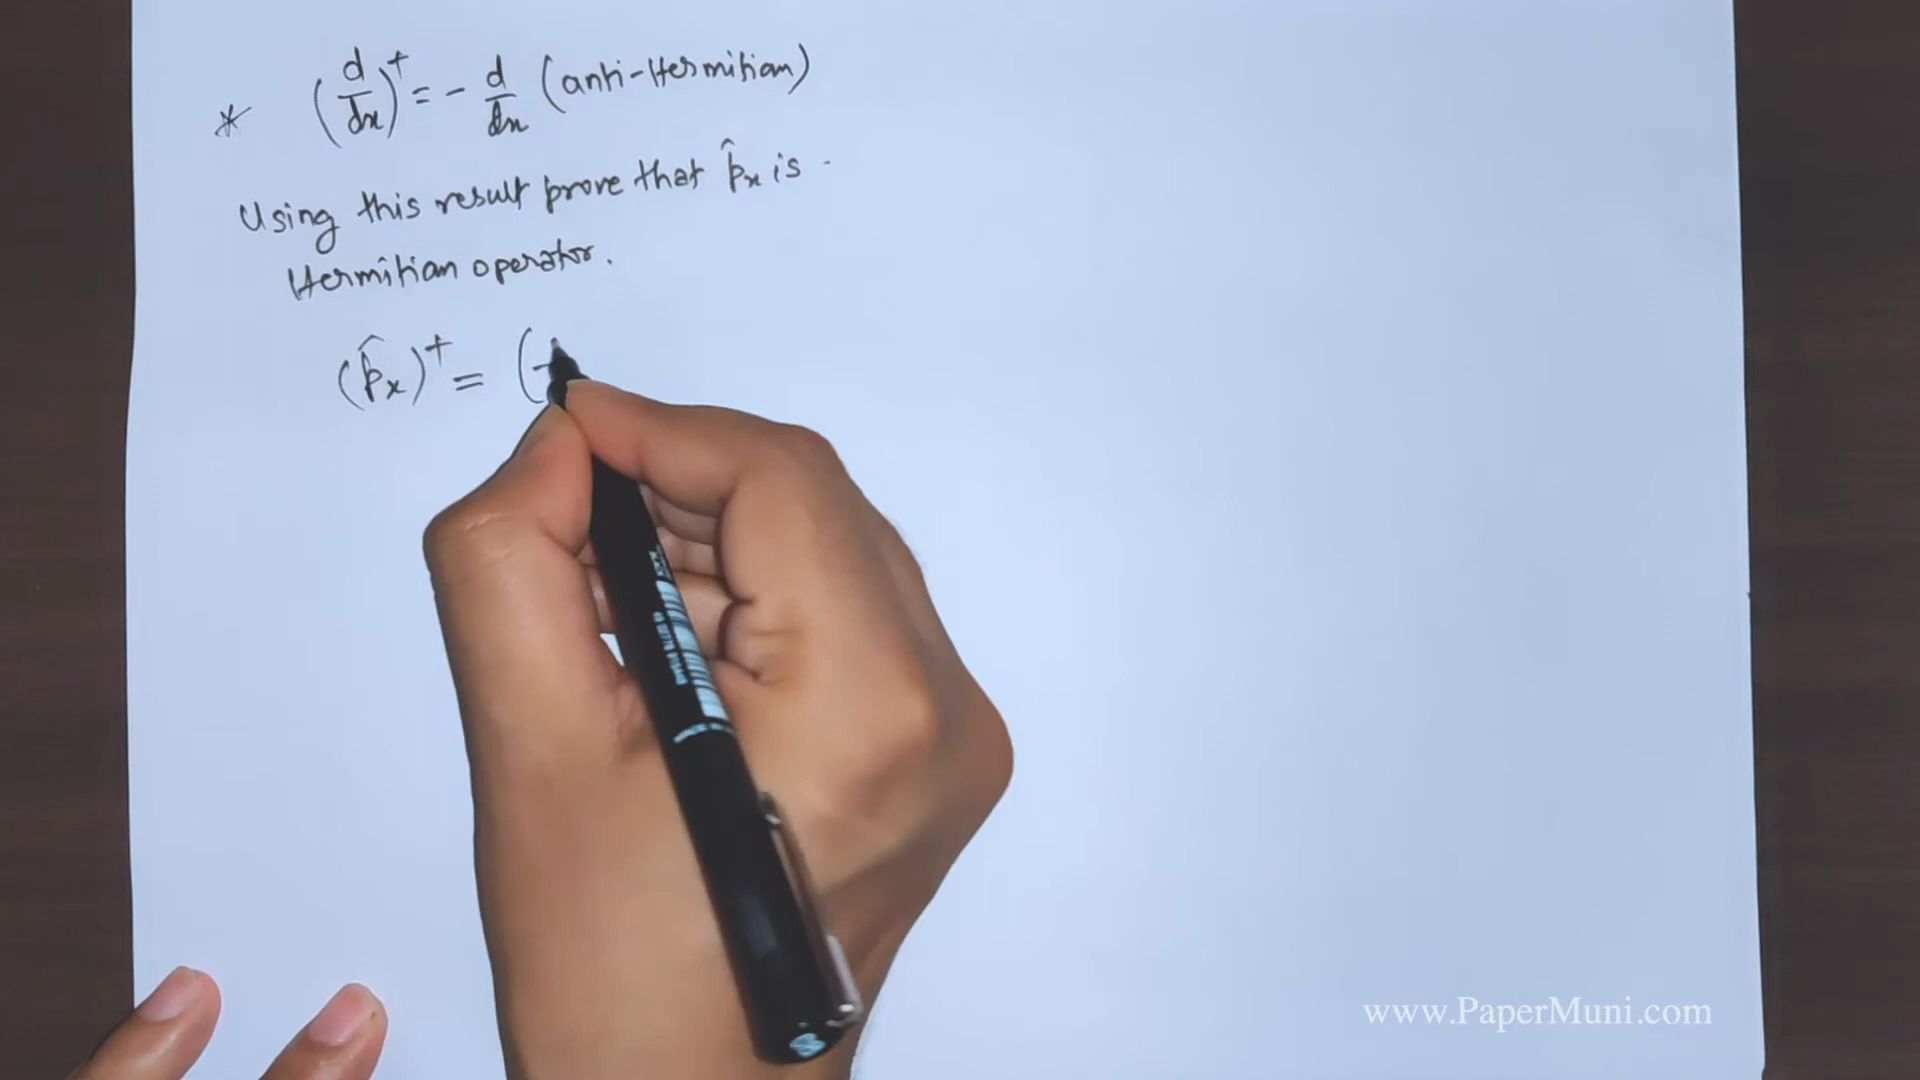 * (d/dx)† = - d/dx (anti-Hermitian)
Using this result prove that p̂x is
Hermitian operator.
(p̂x)† = (
www.PaperMuni.com